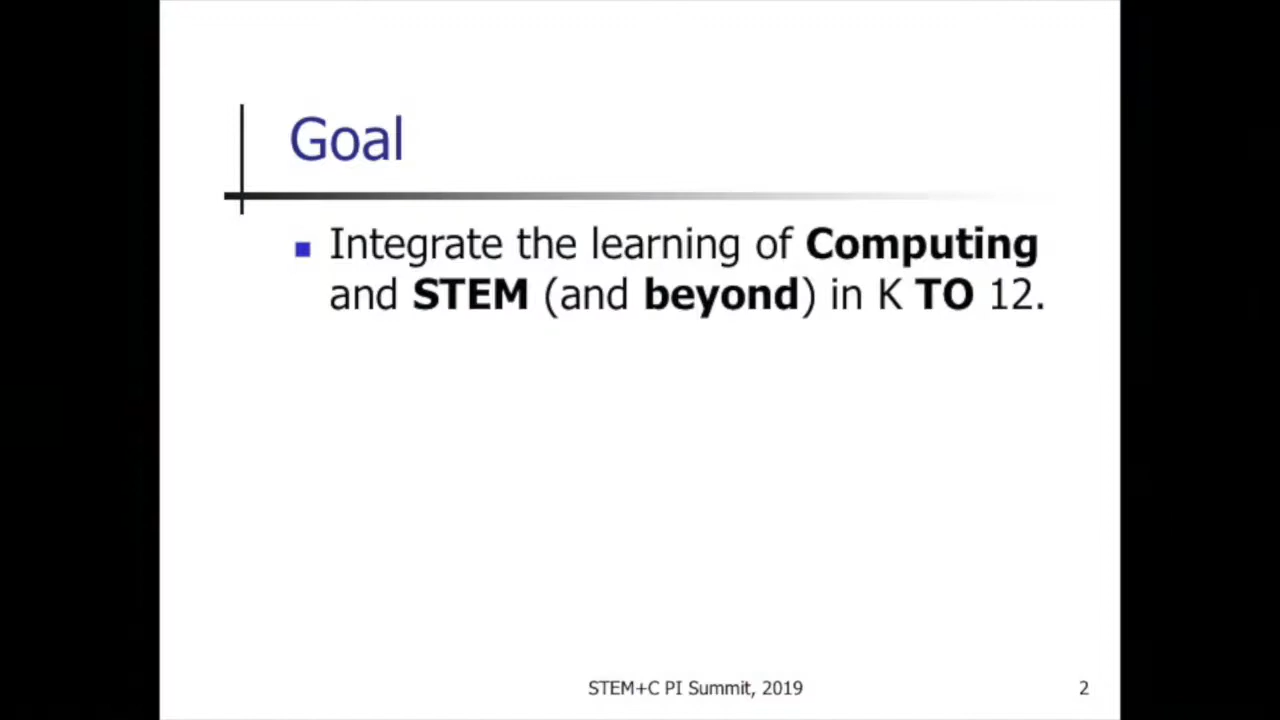 Goal
Integrate the learning of Computing
and STEM (and beyond) in K TO 12.
STEM+C PI Summit, 2019
2